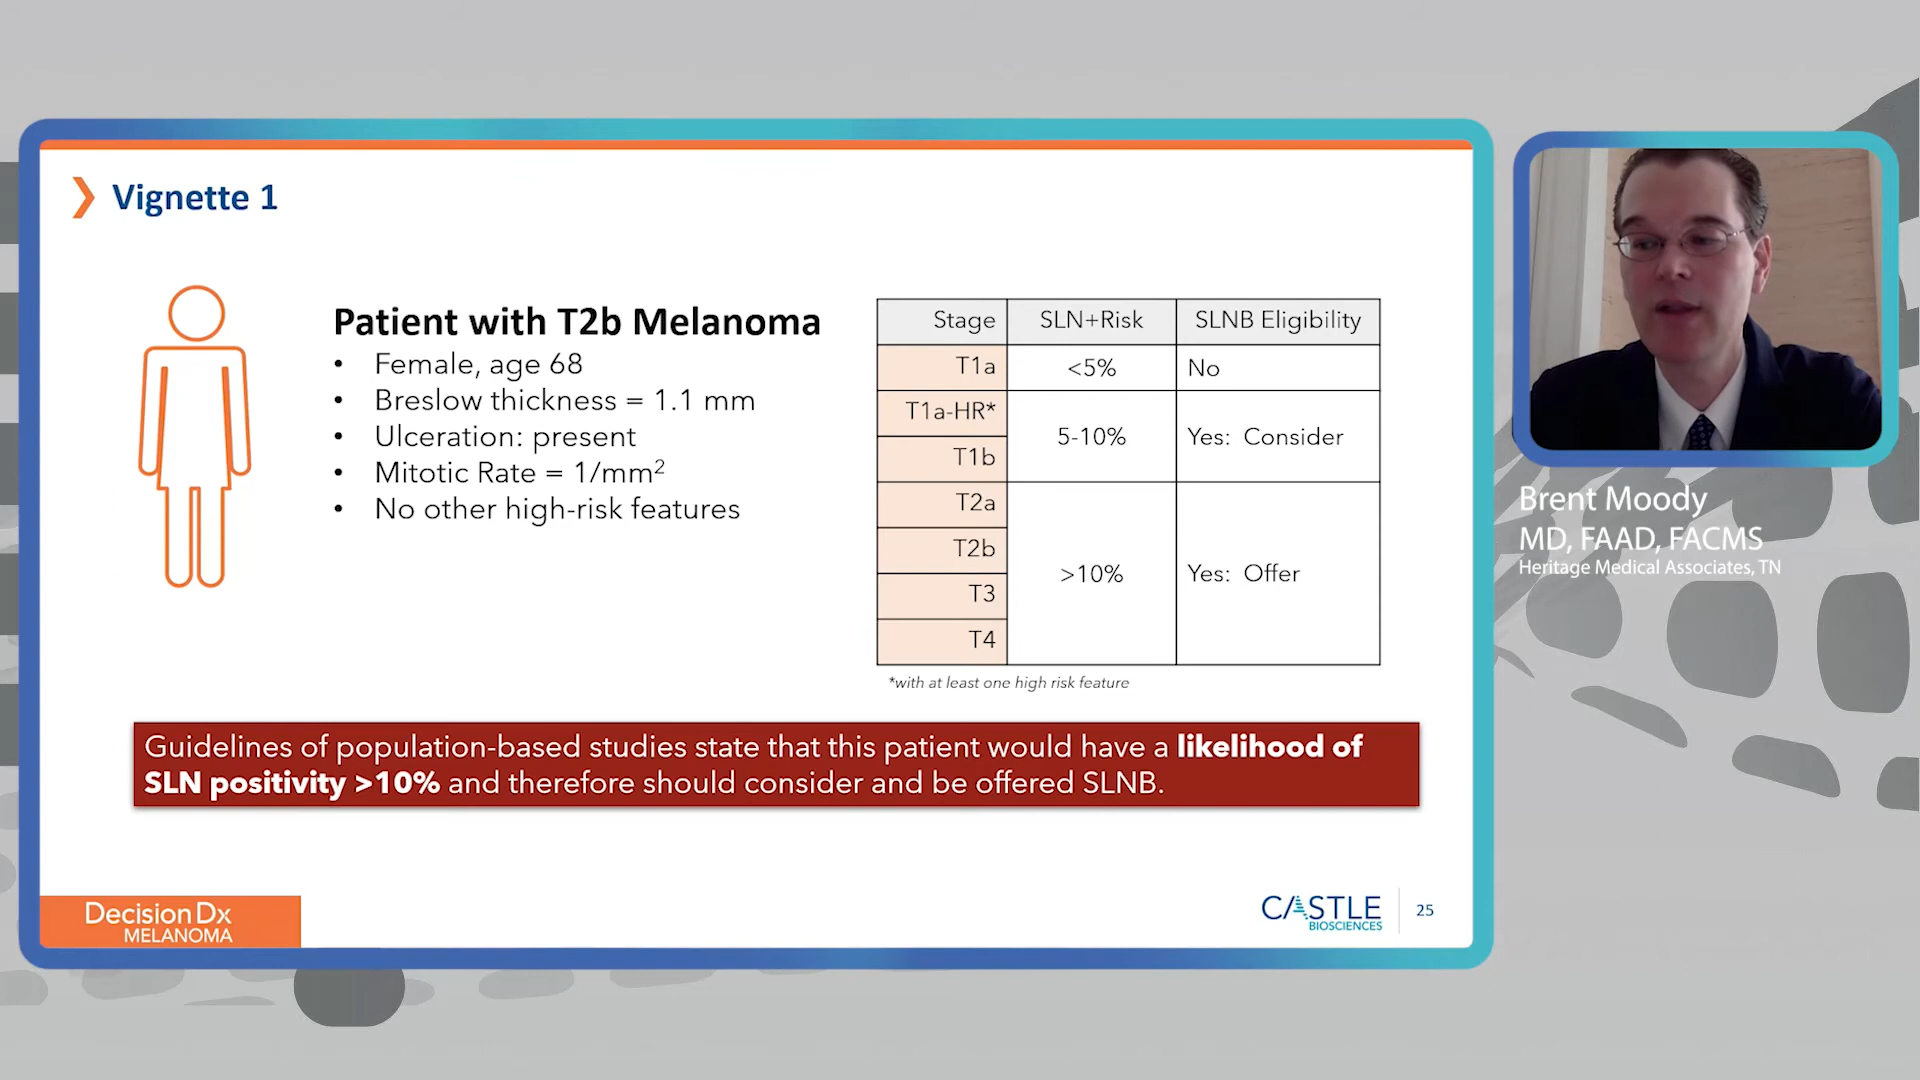 Vignette 1
Patient with T2b Melanoma
• Female, age 68
• Breslow thickness = 1.1 mm
• Ulceration: present
• Mitotic Rate = 1/mm²
• No other high-risk features
Stage SLN+Risk SLNB Eligibility
T1a <5% No
T1a-HR*
T1b
5-10% Yes: Consider
T2a
T2b
T3
T4
>10% Yes: Offer
*with at least one high risk feature
Guidelines of population-based studies state that this patient would have a likelihood of
SLN positivity >10% and therefore should consider and be offered SLNB.
DecisionDx
MELANOMA
CASTLE
BIOSCIENCES
25
Brent Moody
MD, FAAD, FACMS
Heritage Medical Associates, TN